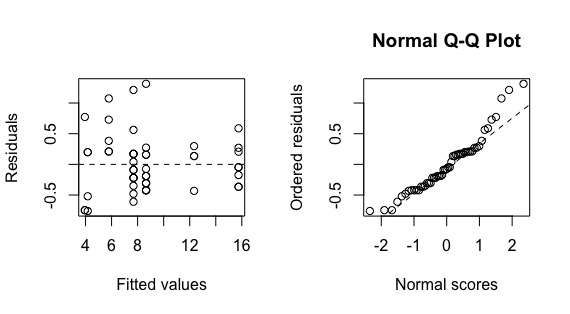 Normal Q-Q Plot
Residuals
-0.5 0.5
4 6 8 16
Fitted values
Ordered residuals
-0.5 0.5
-2 -1 0 1 2
Normal scores